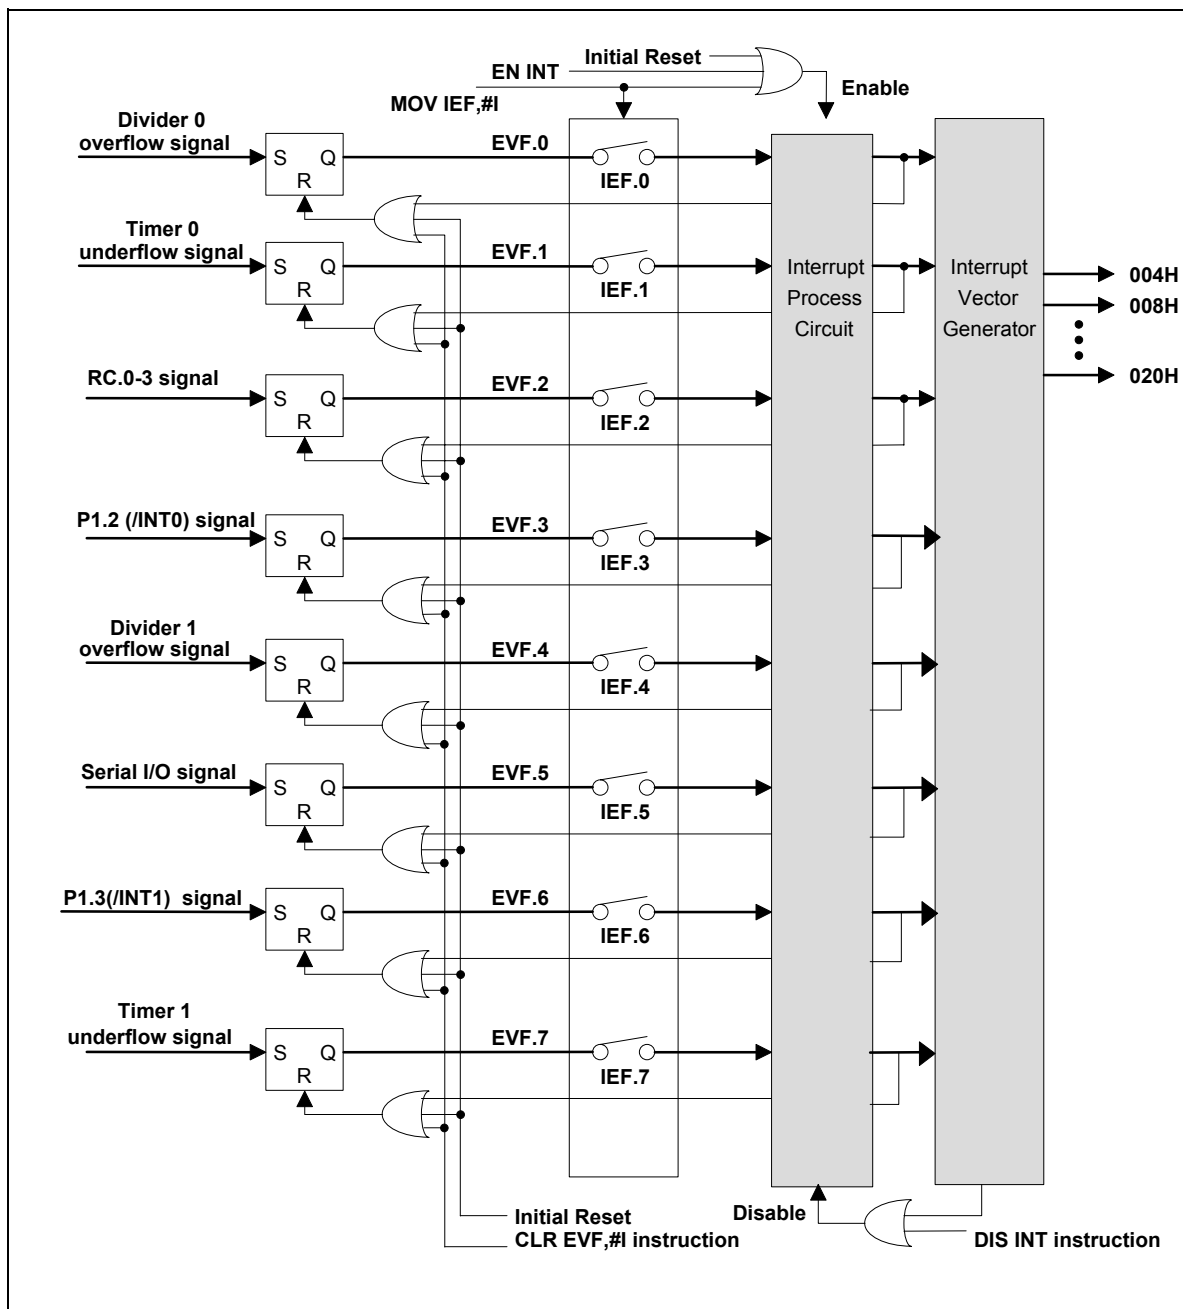 Initial Reset
EN INT
MOV IEF,#I
Enable
Divider 0
overflow signal
S Q
R
EVF.0
IEF.0
Timer 0
underflow signal
S Q
R
EVF.1
IEF.1
Interrupt
Process
Circuit
Interrupt
Vector
Generator
004H
008H
020H
RC.0-3 signal
S Q
R
EVF.2
IEF.2
P1.2 (/INT0) signal
S Q
R
EVF.3
IEF.3
Divider 1
overflow signal
S Q
R
EVF.4
IEF.4
Serial I/O signal
S Q
R
EVF.5
IEF.5
P1.3(/INT1) signal
S Q
R
EVF.6
IEF.6
Timer 1
underflow signal
S Q
R
EVF.7
IEF.7
Initial Reset
CLR EVF,#I instruction
Disable
DIS INT instruction